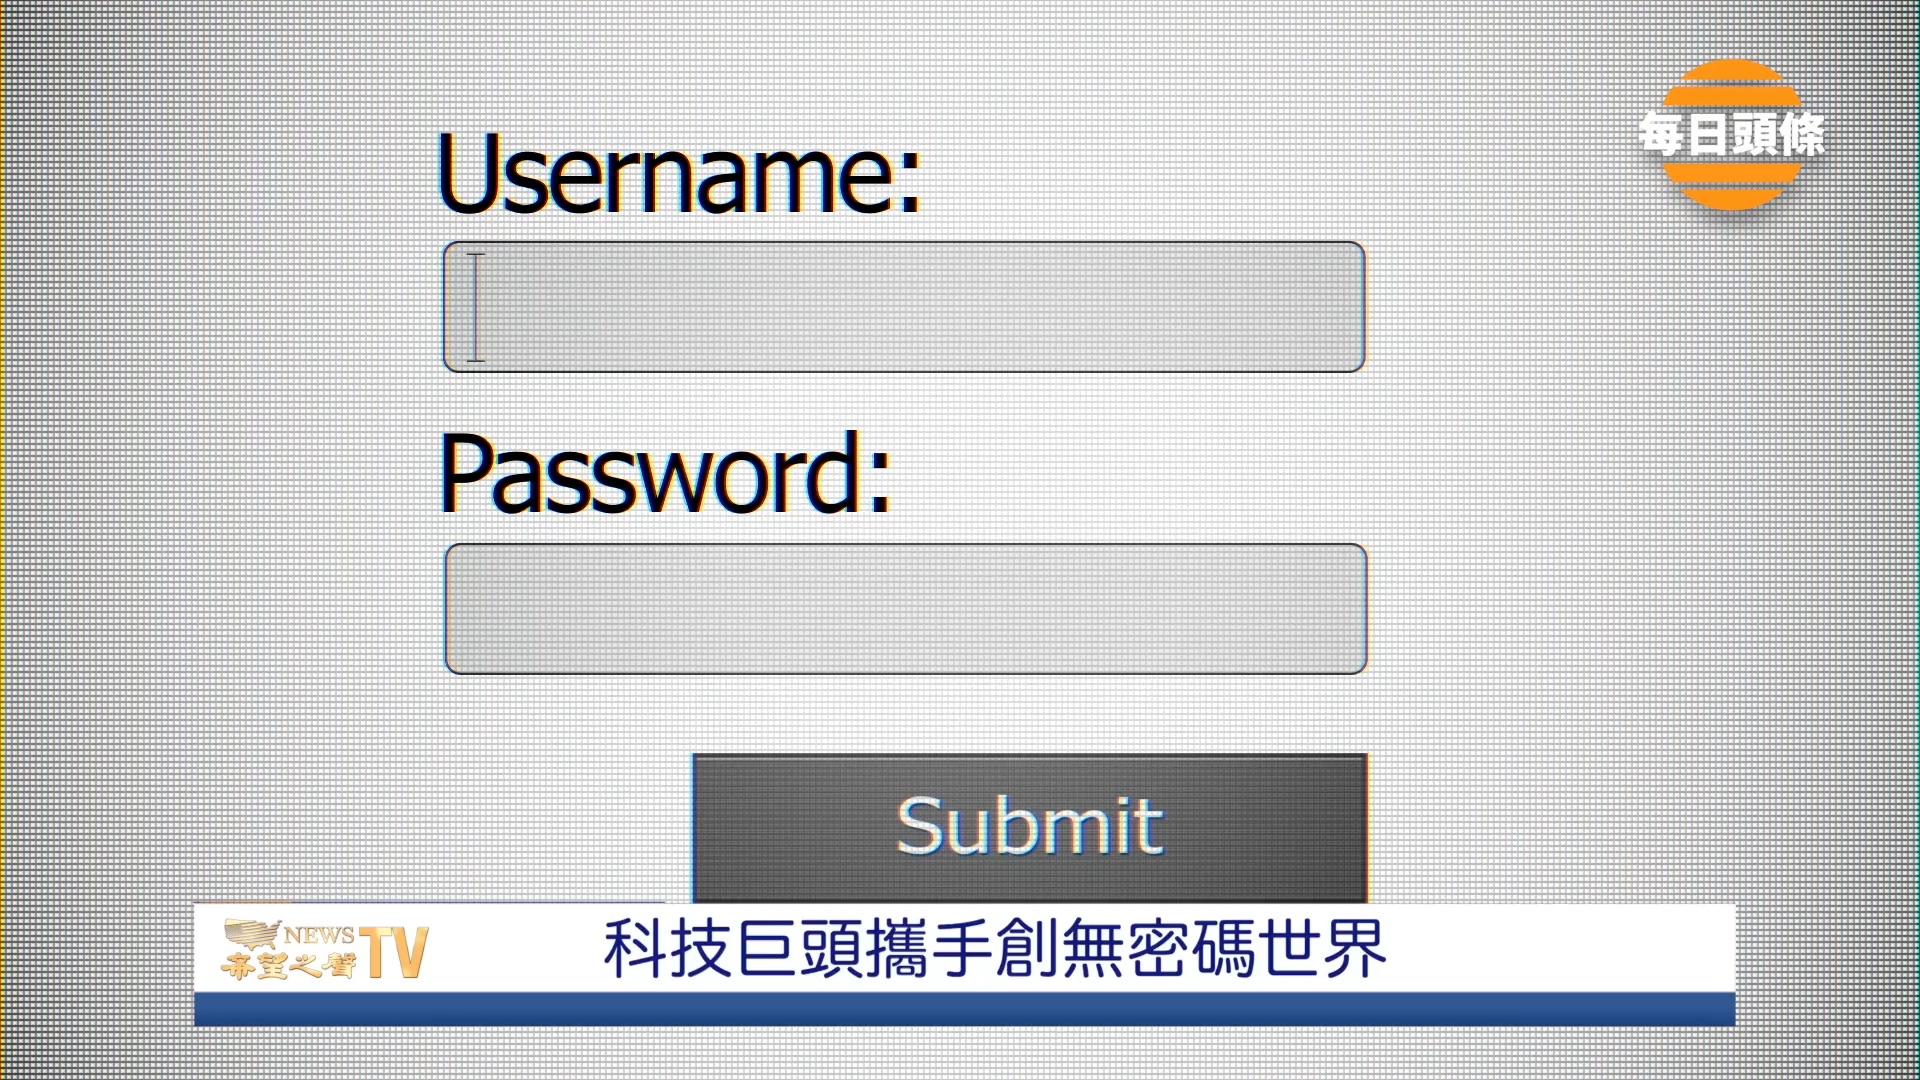 每日頭條
Username:
Password:
Submit
NEWS
希望之聲TV
科技巨頭攜手創無密碼世界